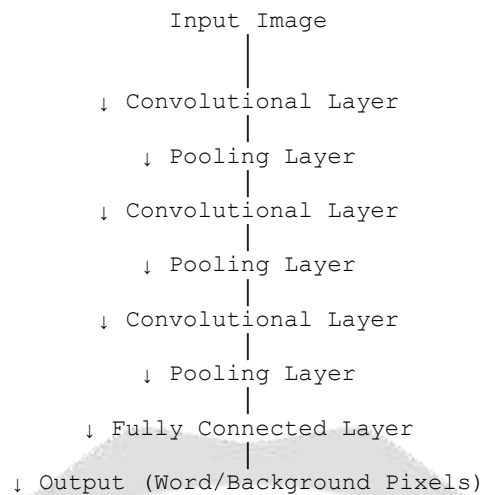 Input Image
↓ Convolutional Layer
↓ Pooling Layer
↓ Convolutional Layer
↓ Pooling Layer
↓ Convolutional Layer
↓ Pooling Layer
↓ Fully Connected Layer
↓ Output (Word/Background Pixels)